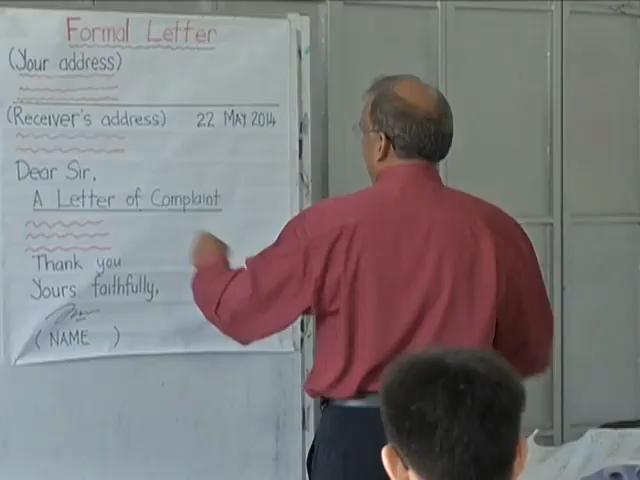 Formal Letter
(Your address)
(Receiver's address) 22 MAY 2014
Dear Sir,
A Letter of Complaint
Thank you
Yours faithfully,
(NAME )